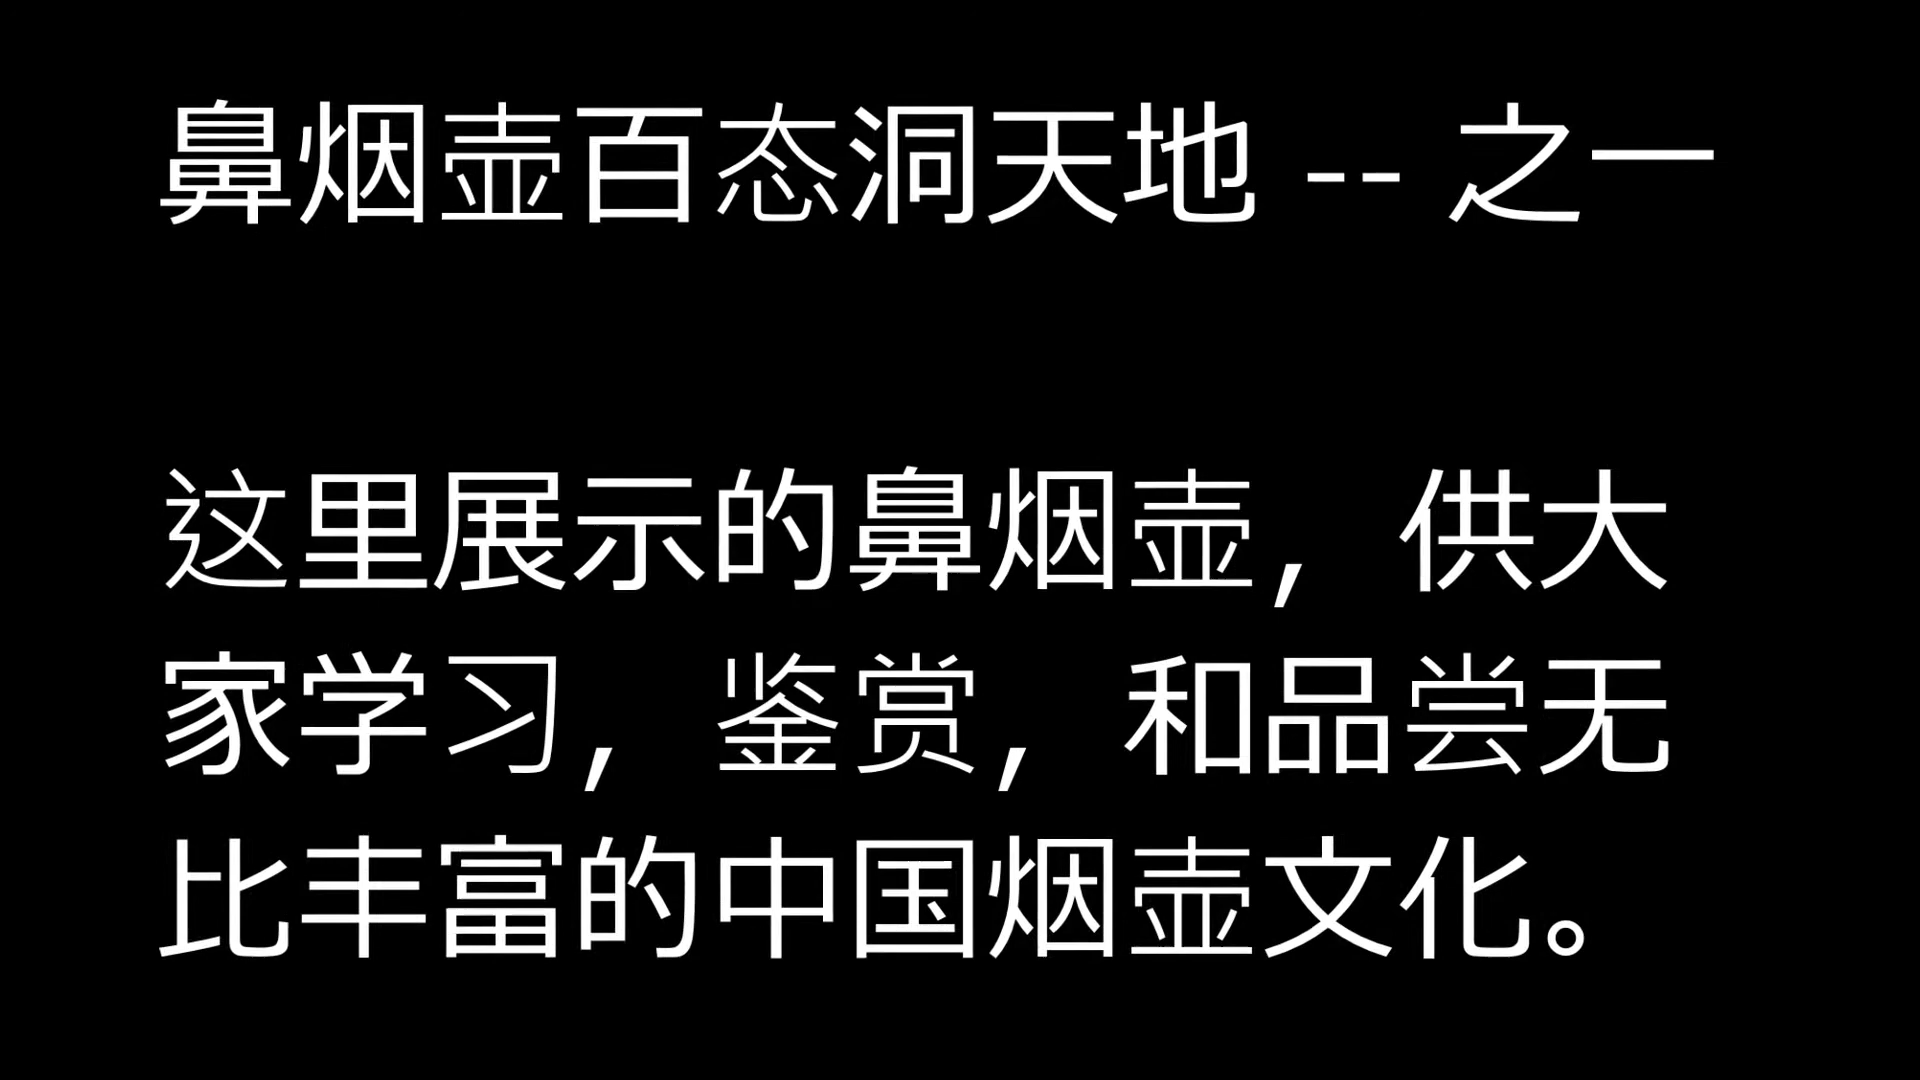 鼻烟壶百态洞天地 -- 之一
这里展示的鼻烟壶，供大
家学习，鉴赏，和品尝无
比丰富的中国烟壶文化。